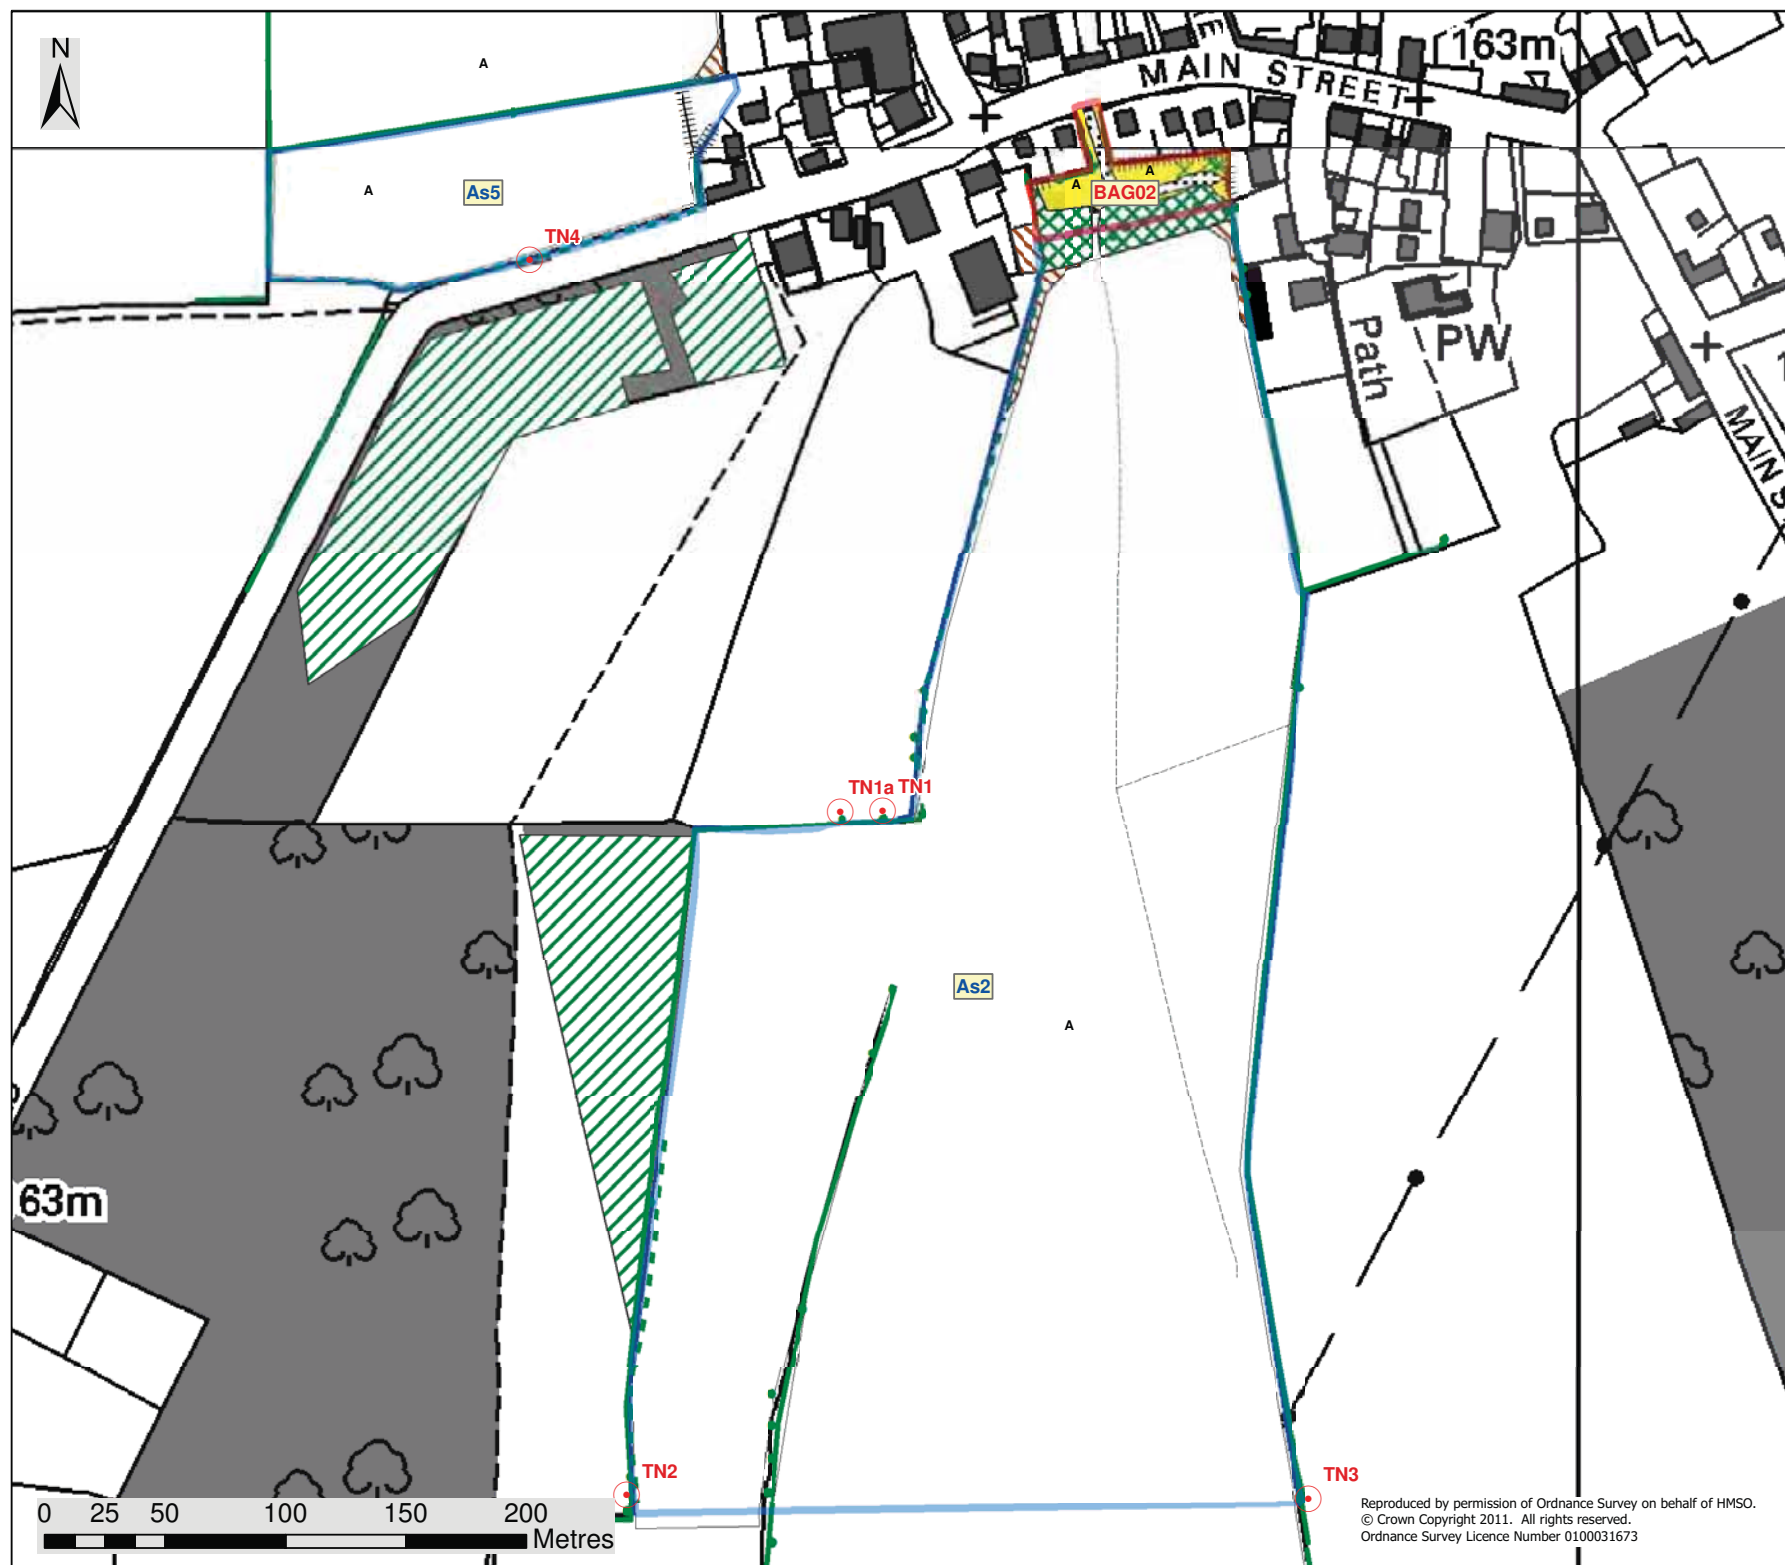 N
A
163m
MAIN STREET
A
As5
A
A
BAG02
TN4
Path
PW
MAIN S
TN1a TN1
As2
A
63m
TN2
TN3
0 25 50 100 150 200
Metres
Reproduced by permission of Ordnance Survey on behalf of HMSO.
© Crown Copyright 2011. All rights reserved.
Ordnance Survey Licence Number 0100031673